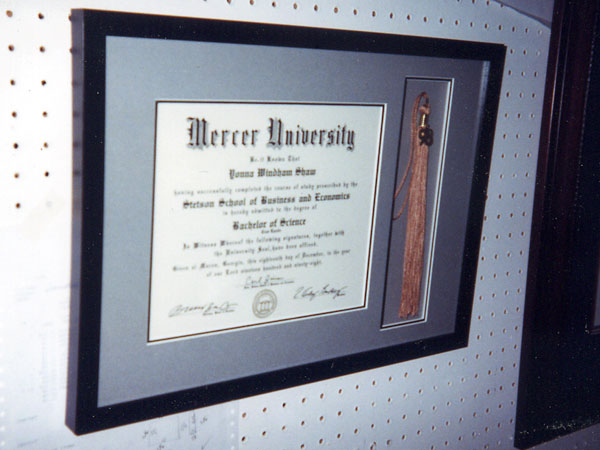 Mercer University
Be it Known That
Yonna Windham Shaw
having successfully completed the course of study prescribed by the
Stetson School of Business and Economics
is hereby admitted to the degree of
Bachelor of Science
Cum Laude
In Witness Whereof the following signatures, together with
the University Seal, have been affixed.
Given at Macon, Georgia, this eighteenth day of December, in the year
of our Lord nineteen hundred and ninety-eight.
98